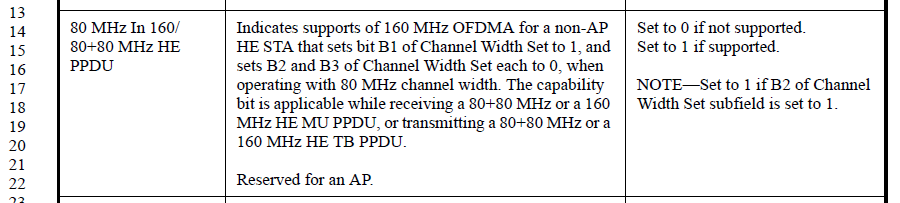 13
14
15
16
17
18
19
20
21
22
80 MHz In 160/
80+80 MHz HE
PPDU
Indicates supports of 160 MHz OFDMA for a non-AP
HE STA that sets bit B1 of Channel Width Set to 1, and
sets B2 and B3 of Channel Width Set each to 0, when
operating with 80 MHz channel width. The capability
bit is applicable while receiving a 80+80 MHz or a 160
MHz HE MU PPDU, or transmitting a 80+80 MHz or a
160 MHz HE TB PPDU.
Reserved for an AP.
Set to 0 if not supported.
Set to 1 if supported.
NOTE—Set to 1 if B2 of Channel
Width Set subfield is set to 1.